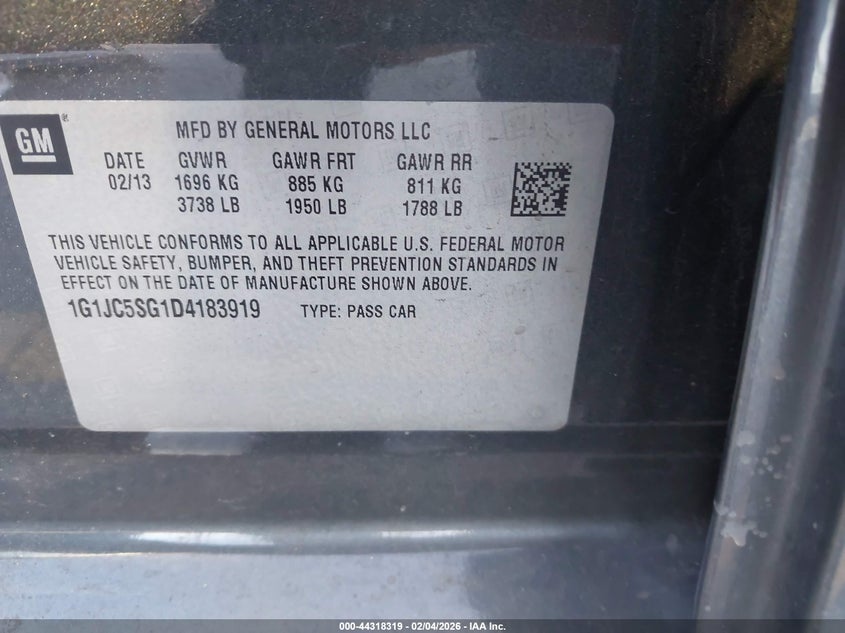 GM
MFD BY GENERAL MOTORS LLC
DATE GVWR GAWR FRT GAWR RR
02/13 1696 KG 885 KG 811 KG
3738 LB 1950 LB 1788 LB
THIS VEHICLE CONFORMS TO ALL APPLICABLE U.S. FEDERAL MOTOR
VEHICLE SAFETY, BUMPER, AND THEFT PREVENTION STANDARDS IN
EFFECT ON THE DATE OF MANUFACTURE SHOWN ABOVE.
1G1JC5SG1D4183919 TYPE: PASS CAR
000-44318319 - 02/04/2026 - IAA Inc.